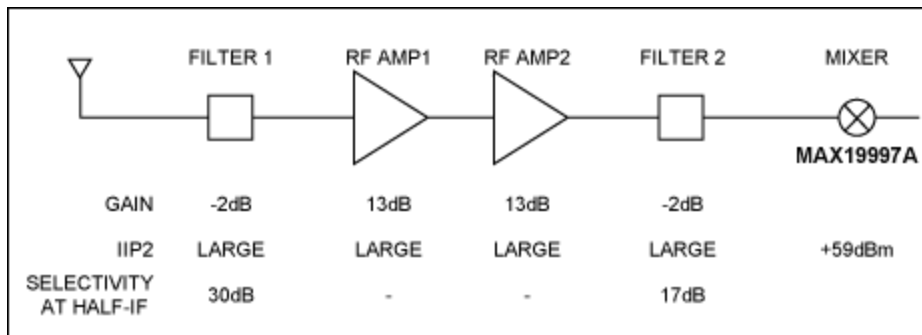 FILTER 1 RF AMP1 RF AMP2 FILTER 2 MIXER
MAX19997A
GAIN -2dB 13dB 13dB -2dB
IIP2 LARGE LARGE LARGE LARGE +59dBm
SELECTIVITY
AT HALF-IF 30dB - - 17dB